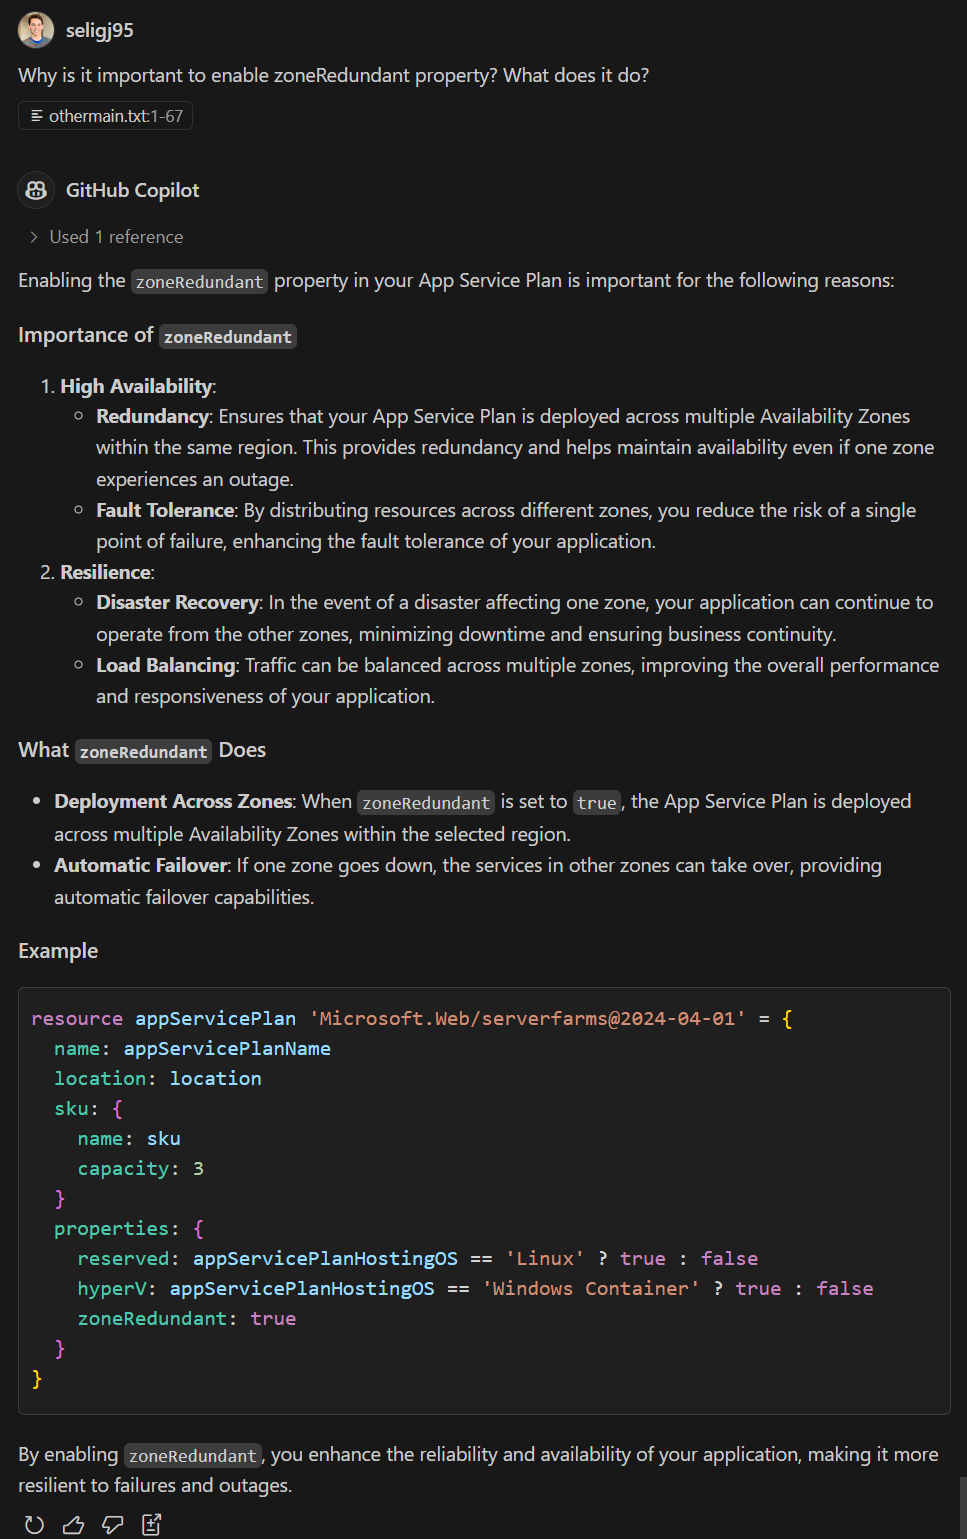 seligj95
Why is it important to enable zoneRedundant property? What does it do?
othermain.txt:1-67
GitHub Copilot
Used 1 reference
Enabling the zoneRedundant property in your App Service Plan is important for the following reasons:
Importance of zoneRedundant
1. High Availability:
Redundancy: Ensures that your App Service Plan is deployed across multiple Availability Zones
within the same region. This provides redundancy and helps maintain availability even if one zone
experiences an outage.
Fault Tolerance: By distributing resources across different zones, you reduce the risk of a single
point of failure, enhancing the fault tolerance of your application.
2. Resilience:
Disaster Recovery: In the event of a disaster affecting one zone, your application can continue to
operate from the other zones, minimizing downtime and ensuring business continuity.
Load Balancing: Traffic can be balanced across multiple zones, improving the overall performance
and responsiveness of your application.
What zoneRedundant Does
Deployment Across Zones: When zoneRedundant is set to true, the App Service Plan is deployed
across multiple Availability Zones within the selected region.
Automatic Failover: If one zone goes down, the services in other zones can take over, providing
automatic failover capabilities.
Example
resource appServicePlan 'Microsoft.Web/serverfarms@2024-04-01' = {
  name: appServicePlanName
  location: location
  sku: {
    name: sku
    capacity: 3
  }
  properties: {
    reserved: appServicePlanHostingOS == 'Linux' ? true : false
    hyperV: appServicePlanHostingOS == 'Windows Container' ? true : false
    zoneRedundant: true
  }
}
By enabling zoneRedundant, you enhance the reliability and availability of your application, making it more
resilient to failures and outages.